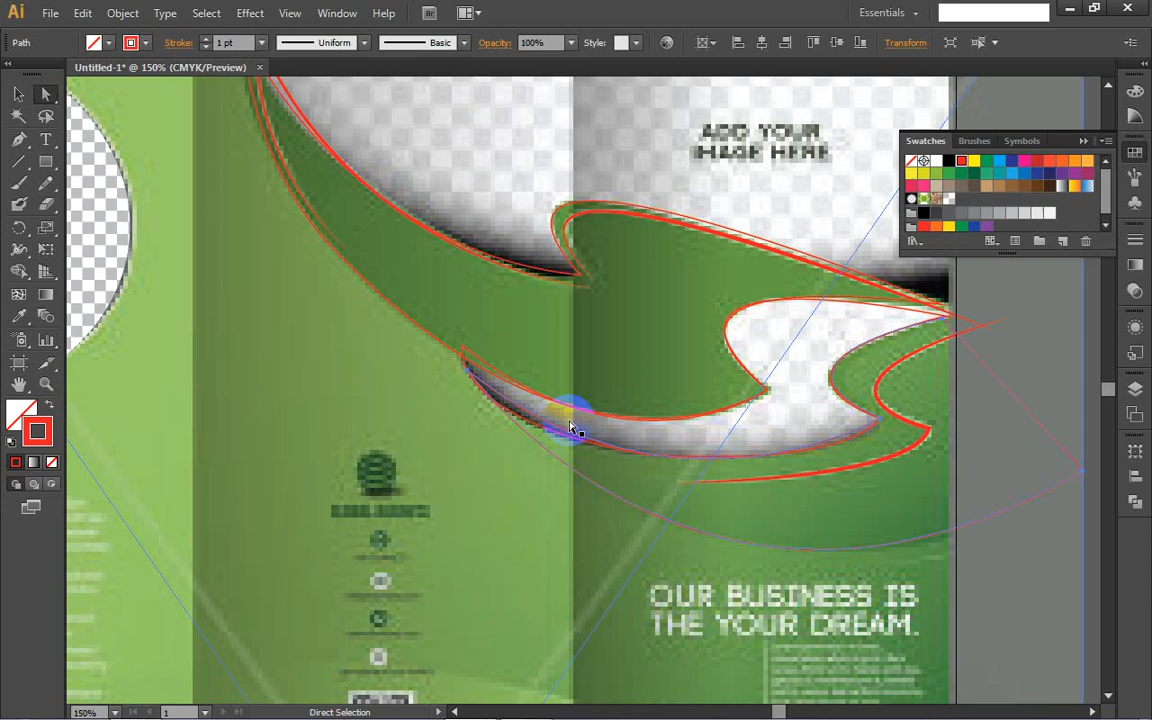 Ai File Edit Object Type Select Effect View Window Help Br Essentials
Path Stroke: 1 pt Uniform Basic Opacity: 100% Style: Transform
Untitled-1* @ 150% (CMYK/Preview) ×
ADD YOUR
IMAGE HERE
Swatches Brushes Symbols
OUR BUSINESS IS
THE YOUR DREAM.
150% 1 Direct Selection